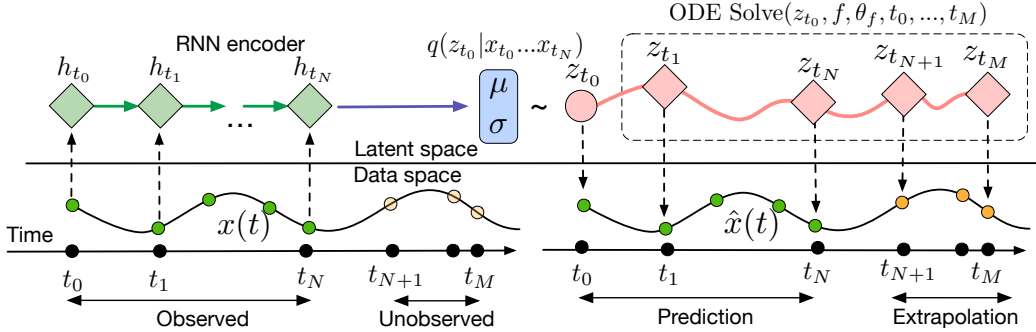 ODE Solve(z_{t_0}, f, θ_f, t_0, ..., t_M)
RNN encoder
q(z_{t_0}|x_{t_0}...x_{t_N})
h_{t_0} h_{t_1} h_{t_N}
z_{t_0} z_{t_1} z_{t_N} z_{t_{N+1}} z_{t_M}
...
μ
σ
~
Latent space
Data space
x(t) x̂(t)
Time
t_0 t_1 t_N t_{N+1} t_M t_0 t_1 t_N t_{N+1} t_M
Observed Unobserved Prediction Extrapolation